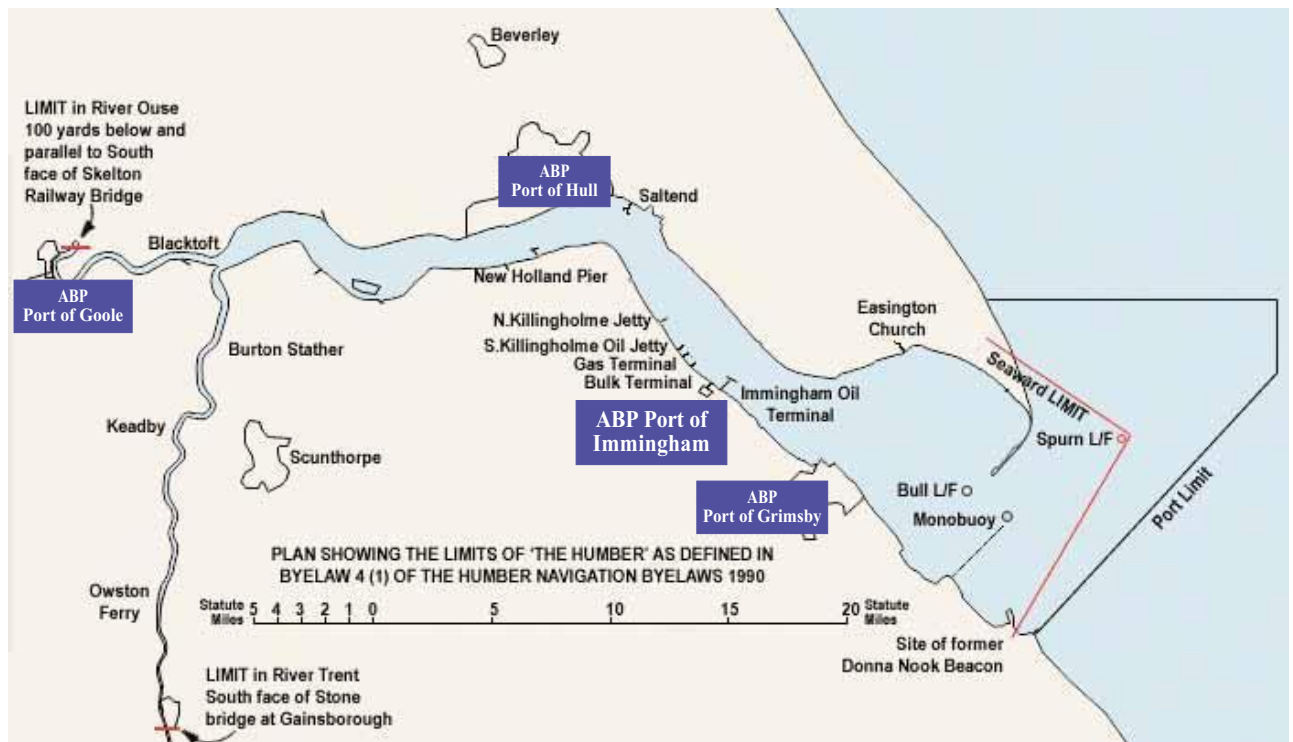 Beverley
LIMIT in River Ouse
100 yards below and
parallel to South
face of Skelton
Railway Bridge
ABP
Port of Hull
Saltend
Blacktoft
New Holland Pier
ABP
Port of Goole
Easington
Church
N.Killingholme Jetty
S.Killingholme Oil Jetty
Gas Terminal
Bulk Terminal
Burton Stather
Immingham Oil
Terminal
Seaward LIMIT
ABP Port of
Immingham
Keadby
Spurn L/F
Scunthorpe
Bull L/F
ABP
Port of Grimsby
Monobuoy
Port Limit
PLAN SHOWING THE LIMITS OF 'THE HUMBER' AS DEFINED IN
BYELAW 4 (1) OF THE HUMBER NAVIGATION BYELAWS 1990
Owston
Ferry
Statute
Miles
5 4 3 2 1 0 5 10 15 20
Statute
Miles
Site of former
Donna Nook Beacon
LIMIT in River Trent
South face of Stone
bridge at Gainsborough